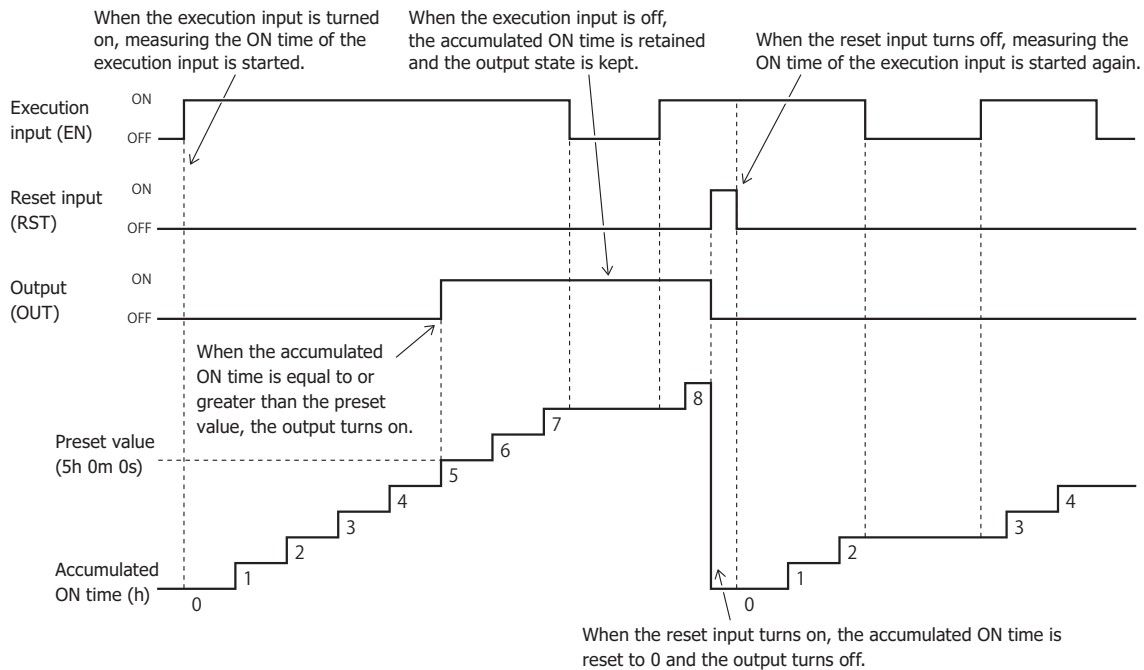 When the execution input is turned
on, measuring the ON time of the
execution input is started.
When the execution input is off,
the accumulated ON time is retained
and the output state is kept.
When the reset input turns off, measuring the
ON time of the execution input is started again.
Execution
input (EN)
ON
OFF
Reset input
(RST)
ON
OFF
Output
(OUT)
ON
OFF
When the accumulated
ON time is equal to or
greater than the preset
value, the output turns on.
Preset value
(5h 0m 0s)
Accumulated
ON time (h)
0
1
2
3
4
5
6
7
8
0
1
2
3
4
When the reset input turns on, the accumulated ON time is
reset to 0 and the output turns off.